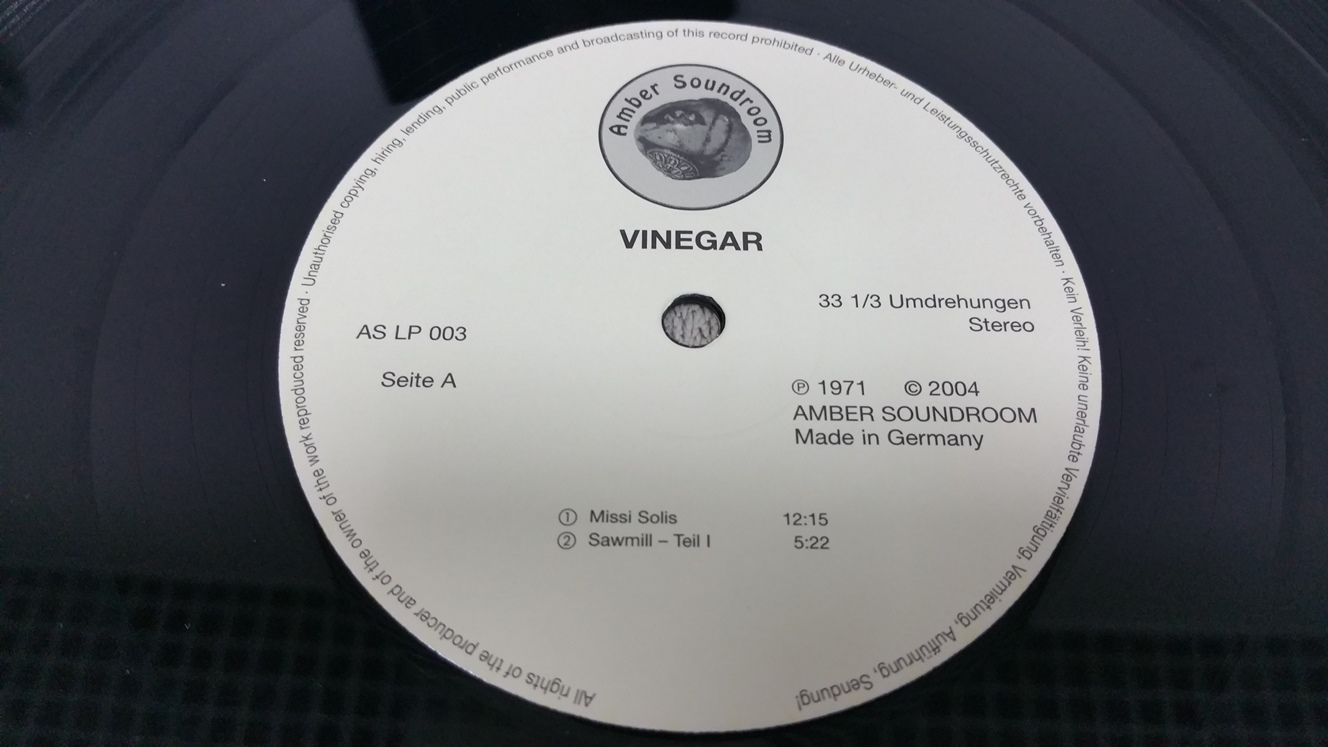 All rights of the producer and of the owner of the work reproduced reserved · Unauthorised copying, hiring, lending, public performance and broadcasting of this record prohibited · Alle Urheber- und Leistungsschutzrechte vorbehalten · Kein Verleih! Keine unerlaubte Vervielfältigung, Vermietung, Aufführung, Sendung!
Amber Soundroom
VINEGAR
33 1/3 Umdrehungen
Stereo
AS LP 003
Seite A
Ⓟ 1971 © 2004
AMBER SOUNDROOM
Made in Germany
① Missi Solis 12:15
② Sawmill – Teil I 5:22